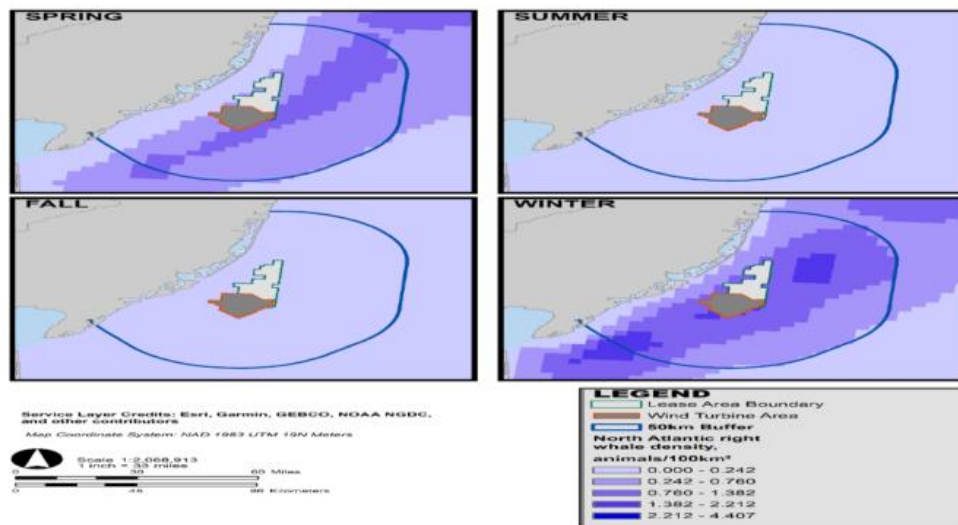 SPRING
SUMMER
FALL
WINTER
Service Layer Credits: Esri, Garmin, GEBCO, NOAA NGDC,
and other contributors
Map Coordinate System: NAD 1983 UTM 19N Meters
Scale 1:2,068,913
1 inch = 33 miles
0 30 60 Miles
0 45 Kilometers
LEGEND
Lease Area Boundary
Wind Turbine Area
50km Buffer
North Atlantic right
whale density,
animals/100km²
0.000 - 0.242
0.242 - 0.760
0.760 - 1.382
1.382 - 2.212
2.212 - 4.407